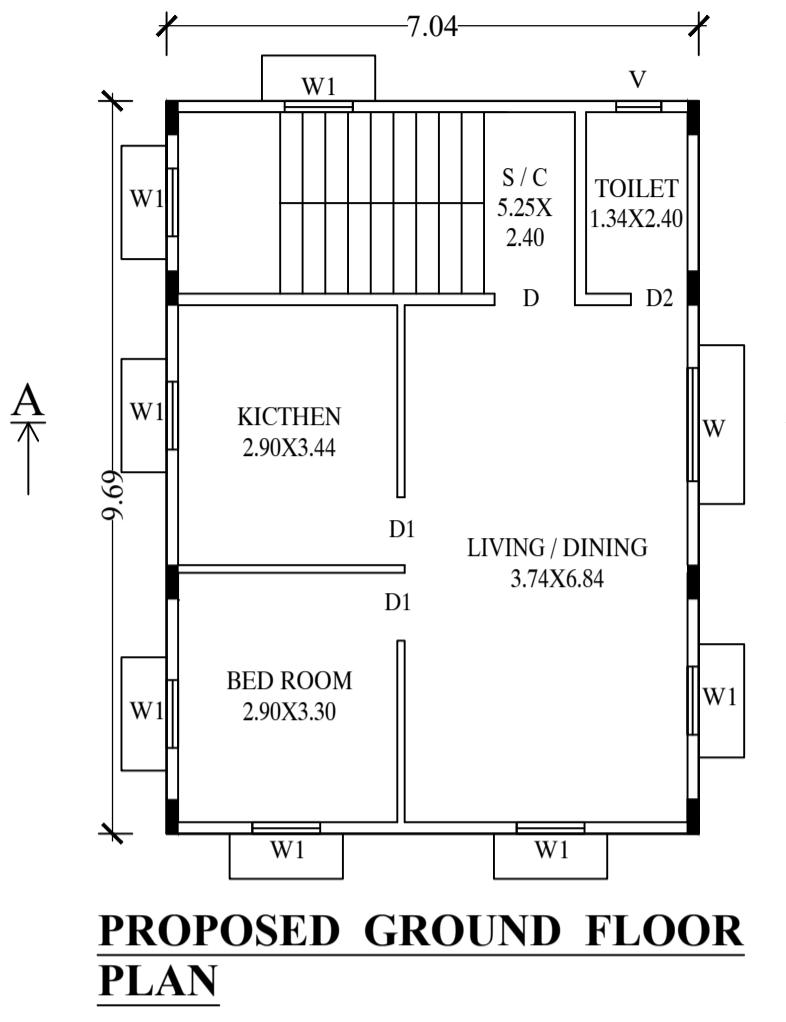 7.04
W1
V
W1
S / C
5.25X
2.40
TOILET
1.34X2.40
D
D2
A
W1
KICTHEN
2.90X3.44
W
9.69
D1
LIVING / DINING
3.74X6.84
D1
BED ROOM
2.90X3.30
W1
W1
W1
W1
PROPOSED GROUND FLOOR
PLAN